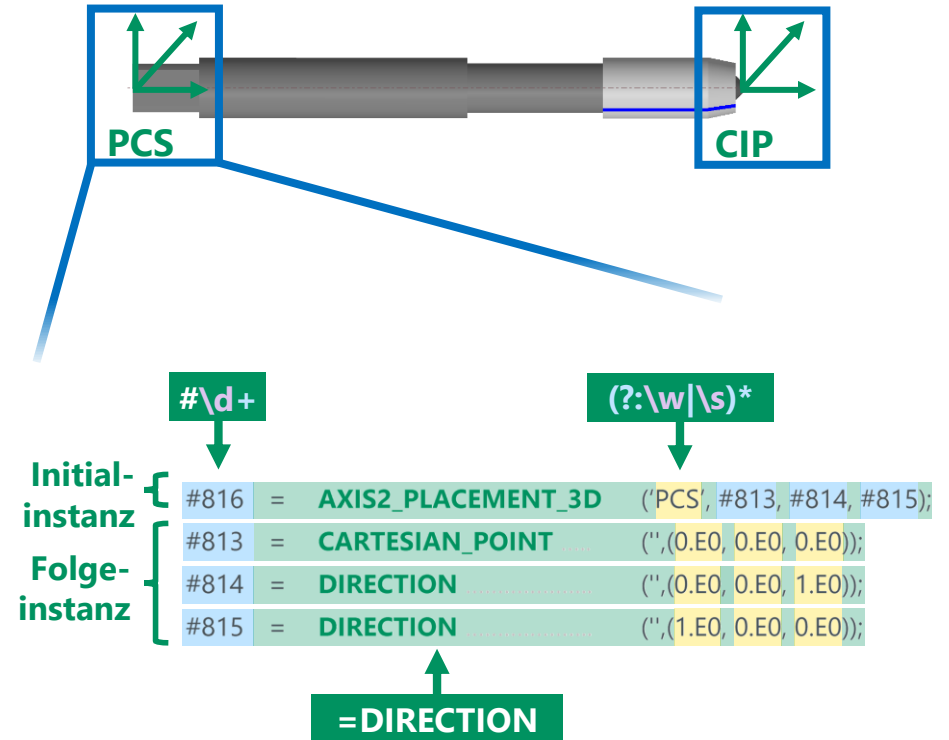 PCS
CIP
#\d+
(?:\w|\s)*
Initial-
instanz
#816 = AXIS2_PLACEMENT_3D (‘PCS’, #813, #814, #815);
#813 = CARTESIAN_POINT ('',(0.E0, 0.E0, 0.E0));
Folge-
instanz
#814 = DIRECTION ('',(0.E0, 0.E0, 1.E0));
#815 = DIRECTION ('',(1.E0, 0.E0, 0.E0));
=DIRECTION